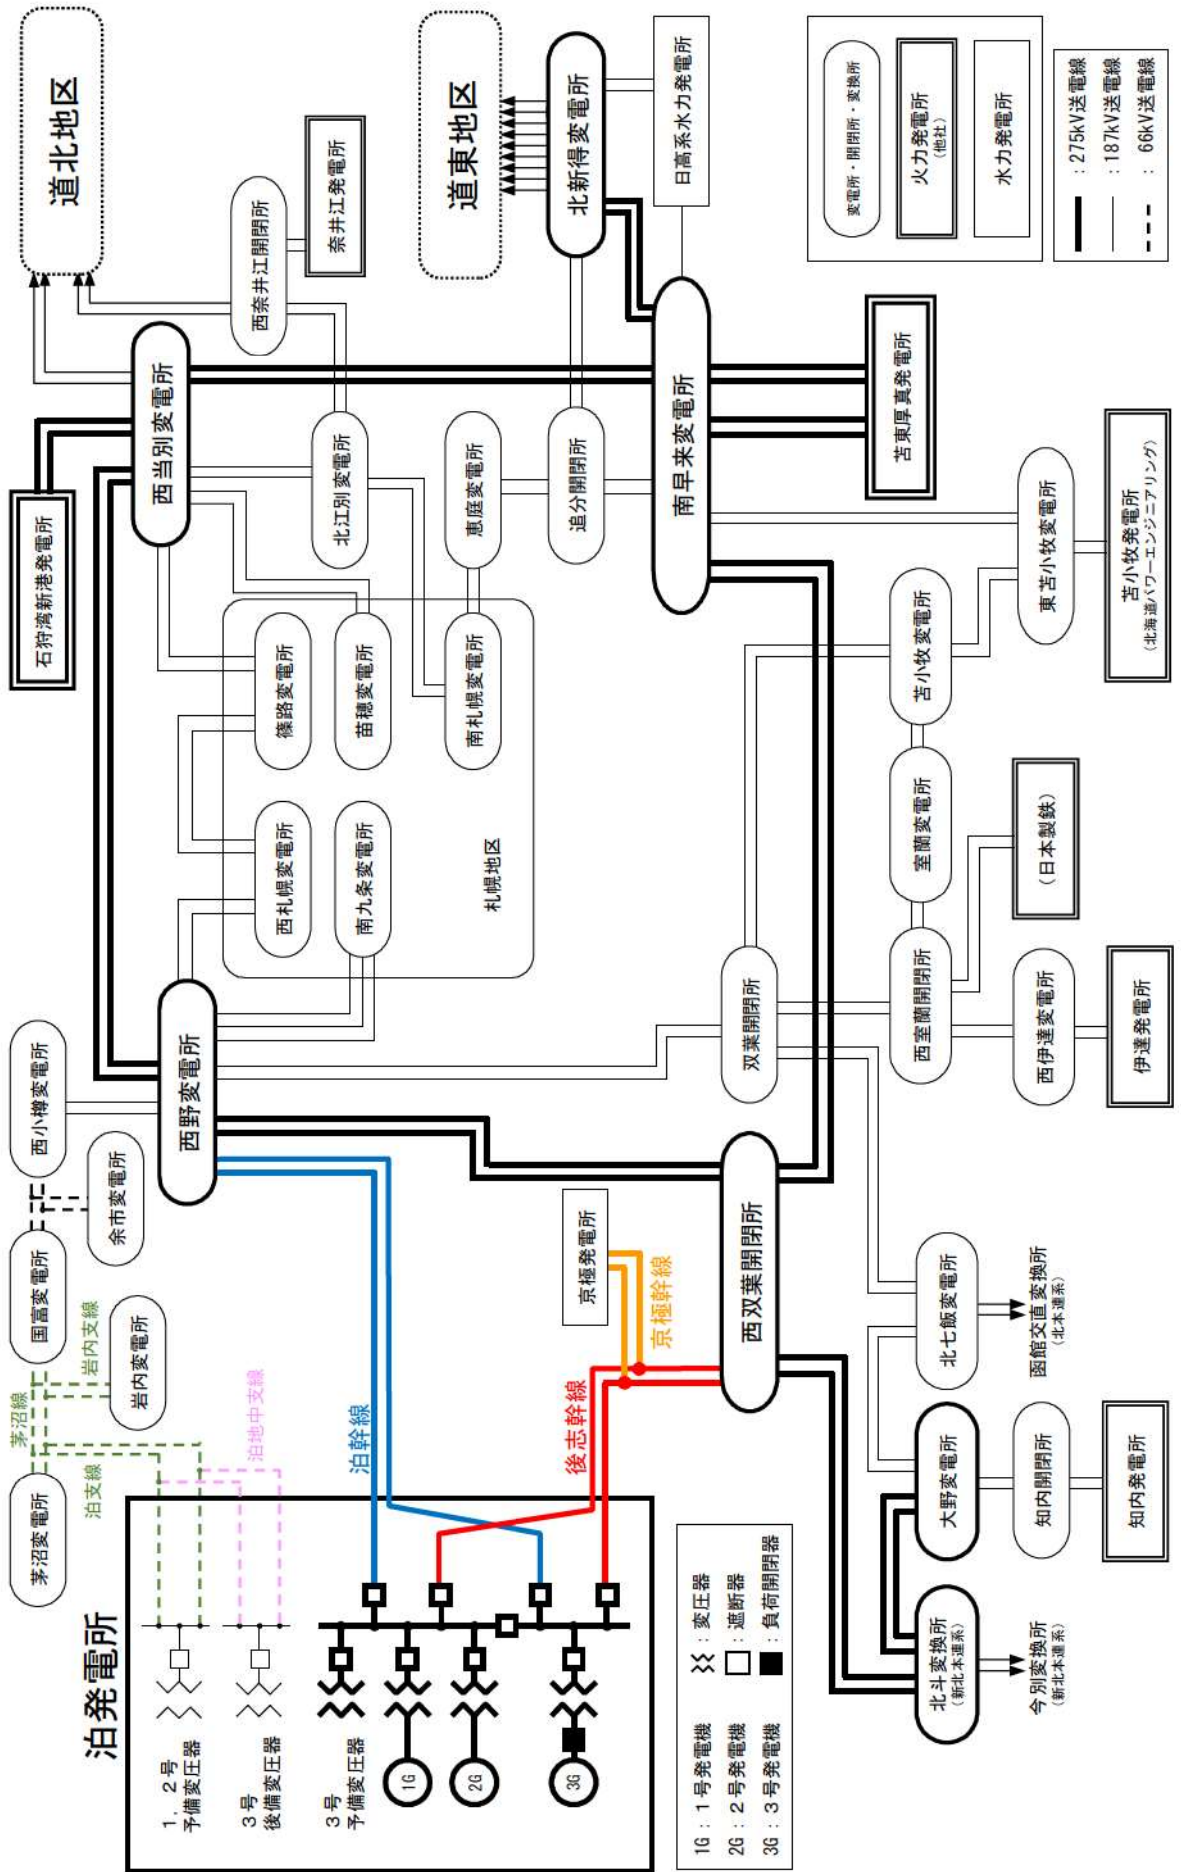 泊発電所
1，2号
予備変圧器
3号
後備変圧器
3号
予備変圧器
1G
2G
3G
1G：1号発電機
2G：2号発電機
3G：3号発電機
：変圧器
：遮断器
：負荷開閉器
茅沼変電所
茅沼線
泊支線
岩内支線
泊地中支線
岩内変電所
国富変電所
余市変電所
西小樽変電所
泊幹線
後志幹線
京極幹線
京極発電所
西野変電所
西双葉開閉所
石狩湾新港発電所
西当別変電所
西札幌変電所
南九条変電所
篠路変電所
苗穂変電所
南札幌変電所
札幌地区
北江別変電所
恵庭変電所
追分開閉所
西奈井江開閉所
奈井江発電所
道北地区
道東地区
北新得変電所
日高系水力発電所
南早来変電所
苫東厚真発電所
双葉開閉所
西室蘭開閉所
室蘭変電所
苫小牧変電所
東苫小牧変電所
苫小牧発電所
（北海道パワーエンジニアリング）
（日本製鉄）
西伊達変電所
伊達発電所
北七飯変電所
函館交直変換所
（北本連系）
大野変電所
知内開閉所
知内発電所
北斗変換所
（新北本連系）
今別変換所
（新北本連系）
変電所・開閉所・変換所
火力発電所
（他社）
水力発電所
：275kV送電線
：187kV送電線
：66kV送電線